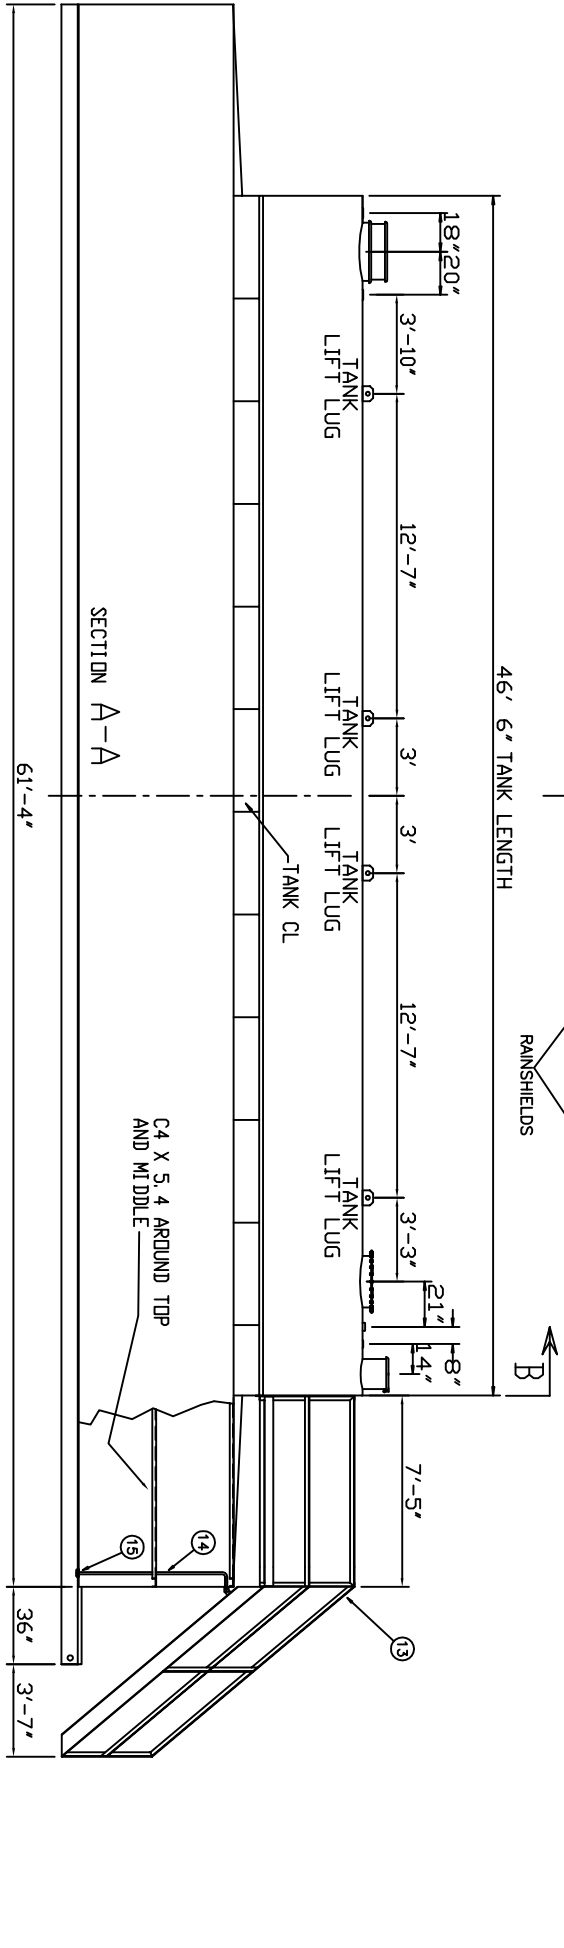 46' 6" TANK LENGTH
RAINSHIELDS
B
18"
20"
21"
8"
14"
3'-10"
12'-7"
3'
3'
12'-7"
3'-3"
7'-5"
TANK
LIFT LUG
TANK
LIFT LUG
TANK
LIFT LUG
TANK
LIFT LUG
13
TANK CL
C4 X 5.4 AROUND TOP
AND MIDDLE
14
15
SECTION A-A
61'-4"
36"
3'-7"